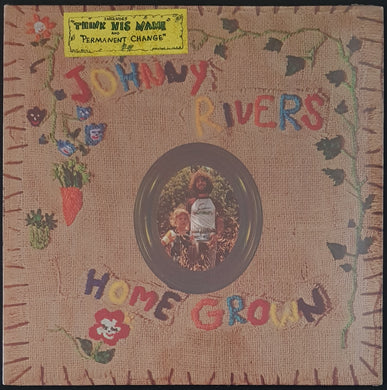 INCLUDES
"THINK HIS NAME"
AND
"PERMANENT CHANGE"
JOHNNY
RIVERS
HOME GROWN